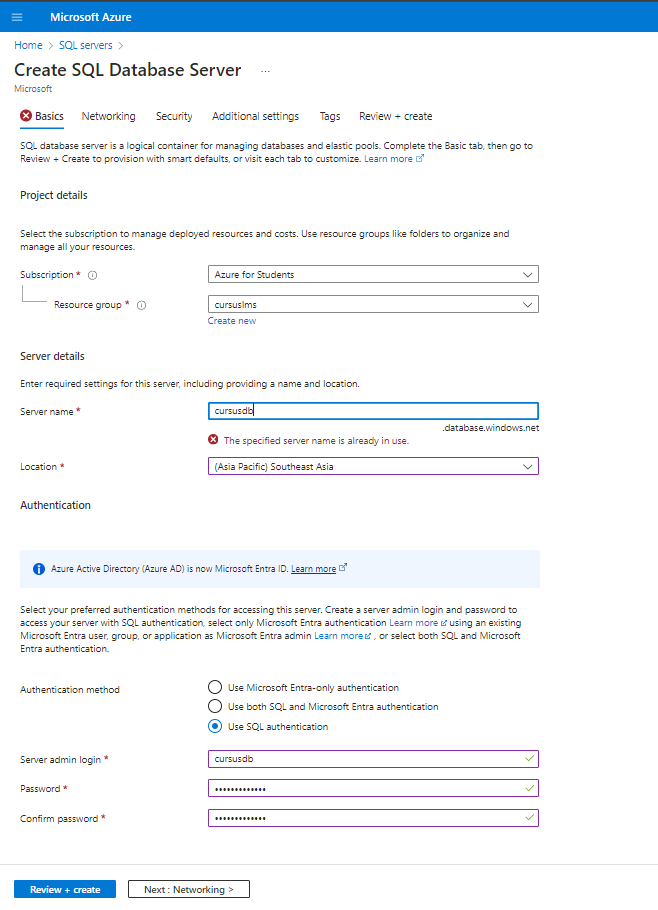 Microsoft Azure
Home > SQL servers >
Create SQL Database Server ...
Microsoft
Basics Networking Security Additional settings Tags Review + create
SQL database server is a logical container for managing databases and elastic pools. Complete the Basic tab, then go to
Review + Create to provision with smart defaults, or visit each tab to customize. Learn more
Project details
Select the subscription to manage deployed resources and costs. Use resource groups like folders to organize and
manage all your resources.
Subscription * Azure for Students
Resource group * cursuslms
Create new
Server details
Enter required settings for this server, including providing a name and location.
Server name * cursusdb
.database.windows.net
The specified server name is already in use.
Location * (Asia Pacific) Southeast Asia
Authentication
Azure Active Directory (Azure AD) is now Microsoft Entra ID. Learn more
Select your preferred authentication methods for accessing this server. Create a server admin login and password to
access your server with SQL authentication, select only Microsoft Entra authentication Learn more using an existing
Microsoft Entra user, group, or application as Microsoft Entra admin Learn more , or select both SQL and Microsoft
Entra authentication.
Authentication method Use Microsoft Entra-only authentication
Use both SQL and Microsoft Entra authentication
Use SQL authentication
Server admin login * cursusdb
Password * •••••••••••••
Confirm password * •••••••••••••
Review + create Next : Networking >